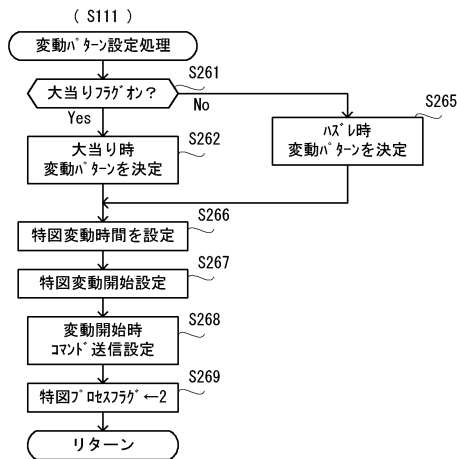 ( S111 )
変動ﾊﾟﾀｰﾝ設定処理
S261
大当りﾌﾗｸﾞｵﾝ?
No
S265
Yes
S262
大当り時
変動ﾊﾟﾀｰﾝを決定
ﾊｽﾞﾚ時
変動ﾊﾟﾀｰﾝを決定
S266
特図変動時間を設定
S267
特図変動開始設定
S268
変動開始時
ｺﾏﾝﾄﾞ送信設定
S269
特図ﾌﾟﾛｾｽﾌﾗｸﾞ←2
リターン